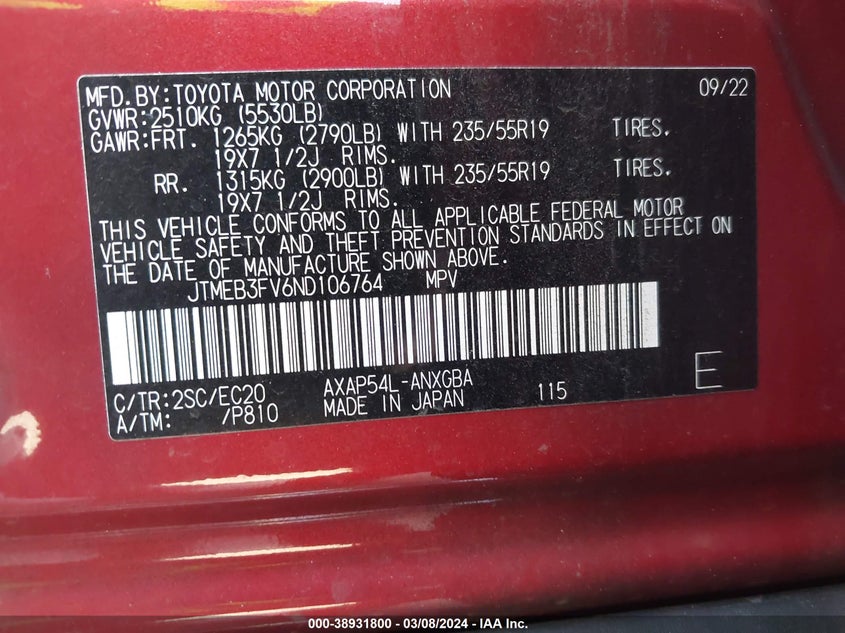 MFD.BY:TOYOTA MOTOR CORPORATION 09/22
GVWR:2510KG (5530LB)
GAWR:FRT. 1265KG (2790LB) WITH 235/55R19 TIRES.
19X7 1/2J RIMS.
RR. 1315KG (2900LB) WITH 235/55R19 TIRES.
19X7 1/2J RIMS.
THIS VEHICLE CONFORMS TO ALL APPLICABLE FEDERAL MOTOR
VEHICLE SAFETY AND THEFT PREVENTION STANDARDS IN EFFECT ON
THE DATE OF MANUFACTURE SHOWN ABOVE.
JTMEB3FV6ND106764 MPV
C/TR:2SC/EC20 AXAP54L-ANXGBA
A/TM: /P810 MADE IN JAPAN 115 E
000-38931800 - 03/08/2024 - IAA Inc.